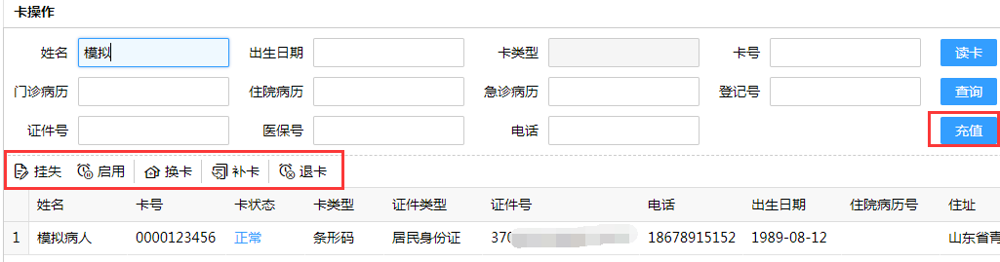 卡操作
姓名 模拟 出生日期 卡类型 卡号 读卡
门诊病历 住院病历 急诊病历 登记号 查询
证件号 医保号 电话 充值
挂失 启用 换卡 补卡 退卡
姓名 卡号 卡状态 卡类型 证件类型 证件号 电话 出生日期 住院病历号 住址
1 模拟病人 0000123456 正常 条形码 居民身份证 370 18678915152 1989-08-12 山东省青